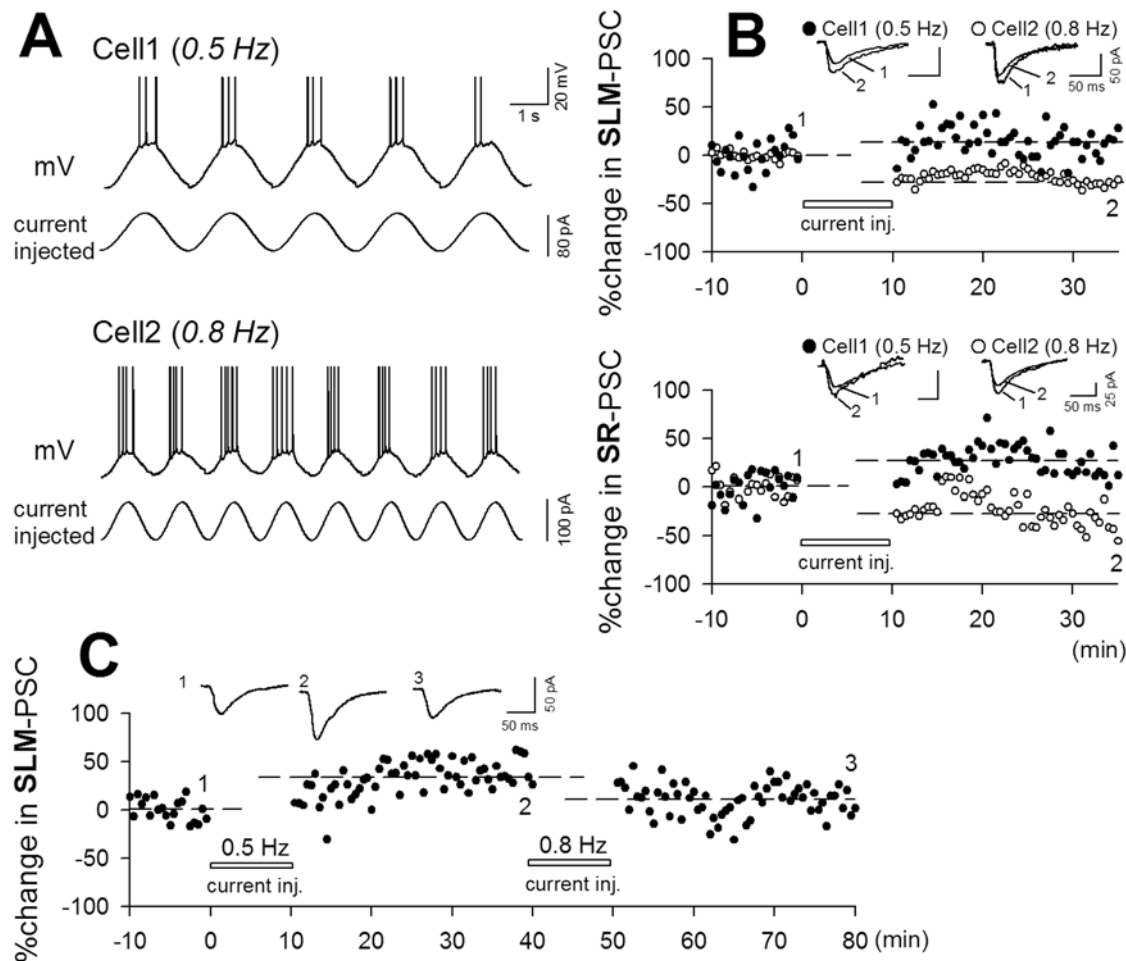 A
Cell1 (0.5 Hz)
20 mV
1 s
mV
current
injected
80 pA
Cell2 (0.8 Hz)
mV
current
injected
100 pA
B
%change in SLM-PSC
Cell1 (0.5 Hz)
Cell2 (0.8 Hz)
1
2
2
1
50 ms
50 pA
100
50
0
-50
-100
1
2
current inj.
-10
0
10
20
30
%change in SR-PSC
Cell1 (0.5 Hz)
Cell2 (0.8 Hz)
2
1
2
1
50 ms
25 pA
100
50
0
-50
-100
1
2
current inj.
-10
0
10
20
30
(min)
C
%change in SLM-PSC
1
2
3
50 ms
50 pA
100
50
0
-50
-100
1
2
3
0.5 Hz
current inj.
0.8 Hz
current inj.
-10
0
10
20
30
40
50
60
70
80
(min)